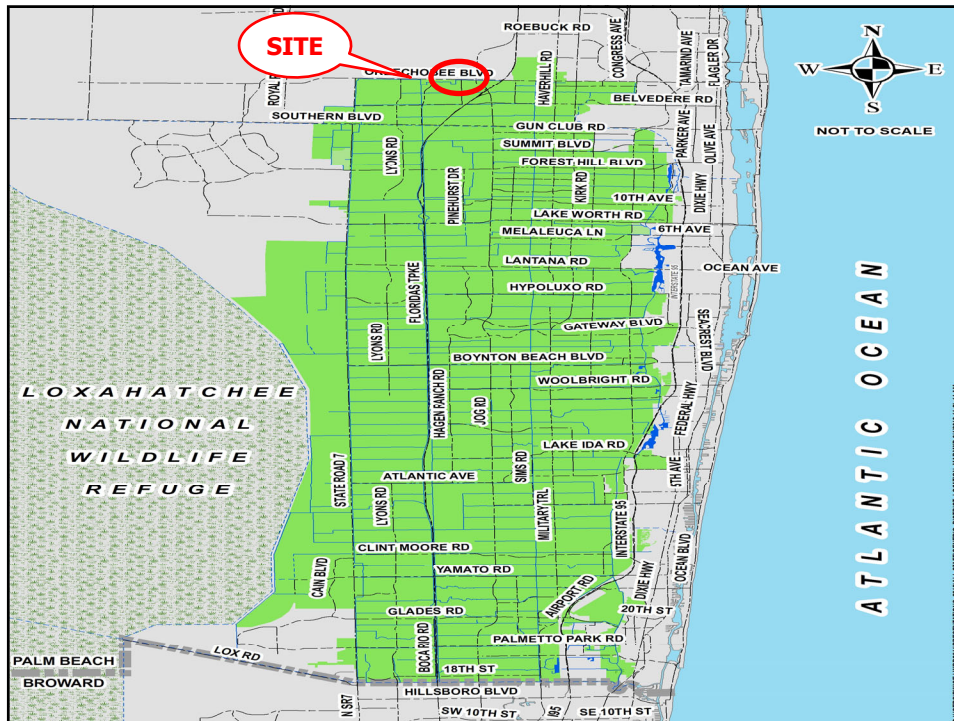 ROEBUCK RD
SITE
CONGRESS AVE
TAMARIND AVE
FLAGLER DR
N
W
E
S
NOT TO SCALE
BLVD
HAVERHILL RD
BELVEDERE RD
SOUTHERN BLVD
GUN CLUB RD
SUMMIT BLVD
FOREST HILL BLVD
PARKER AVE
OLIVE AVE
LYONS RD
PINEHURST DR
KIRK RD
10TH AVE
DIXIE HWY
LAKE WORTH RD
MELALEUCA LN
6TH AVE
LANTANA RD
OCEAN AVE
INTERSTATE 95
HYPOLUXO RD
FLORIDAS TPKE
GATEWAY BLVD
SEACREST BLVD
LYONS RD
BOYNTON BEACH BLVD
WOOLBRIGHT RD
HAGEN RANCH RD
JOG RD
FEDERAL HWY
LAKE IDA RD
LOXAHATCHEE
NATIONAL
WILDLIFE
REFUGE
ATLANTIC OCEAN
STATE ROAD 7
ATLANTIC AVE
SIMS RD
MILITARY TRL
5TH AVE
LYONS RD
INTERSTATE 95
CLINT MOORE RD
OCEAN BLVD
CAIN BLVD
YAMATO RD
AIRPORT RD
DIXIE HWY
GLADES RD
20TH ST
BOCA RIO RD
PALMETTO PARK RD
LOX RD
PALM BEACH
BROWARD
18TH ST
HILLSBORO BLVD
N SR7
SW 10TH ST
I95
SE 10TH ST